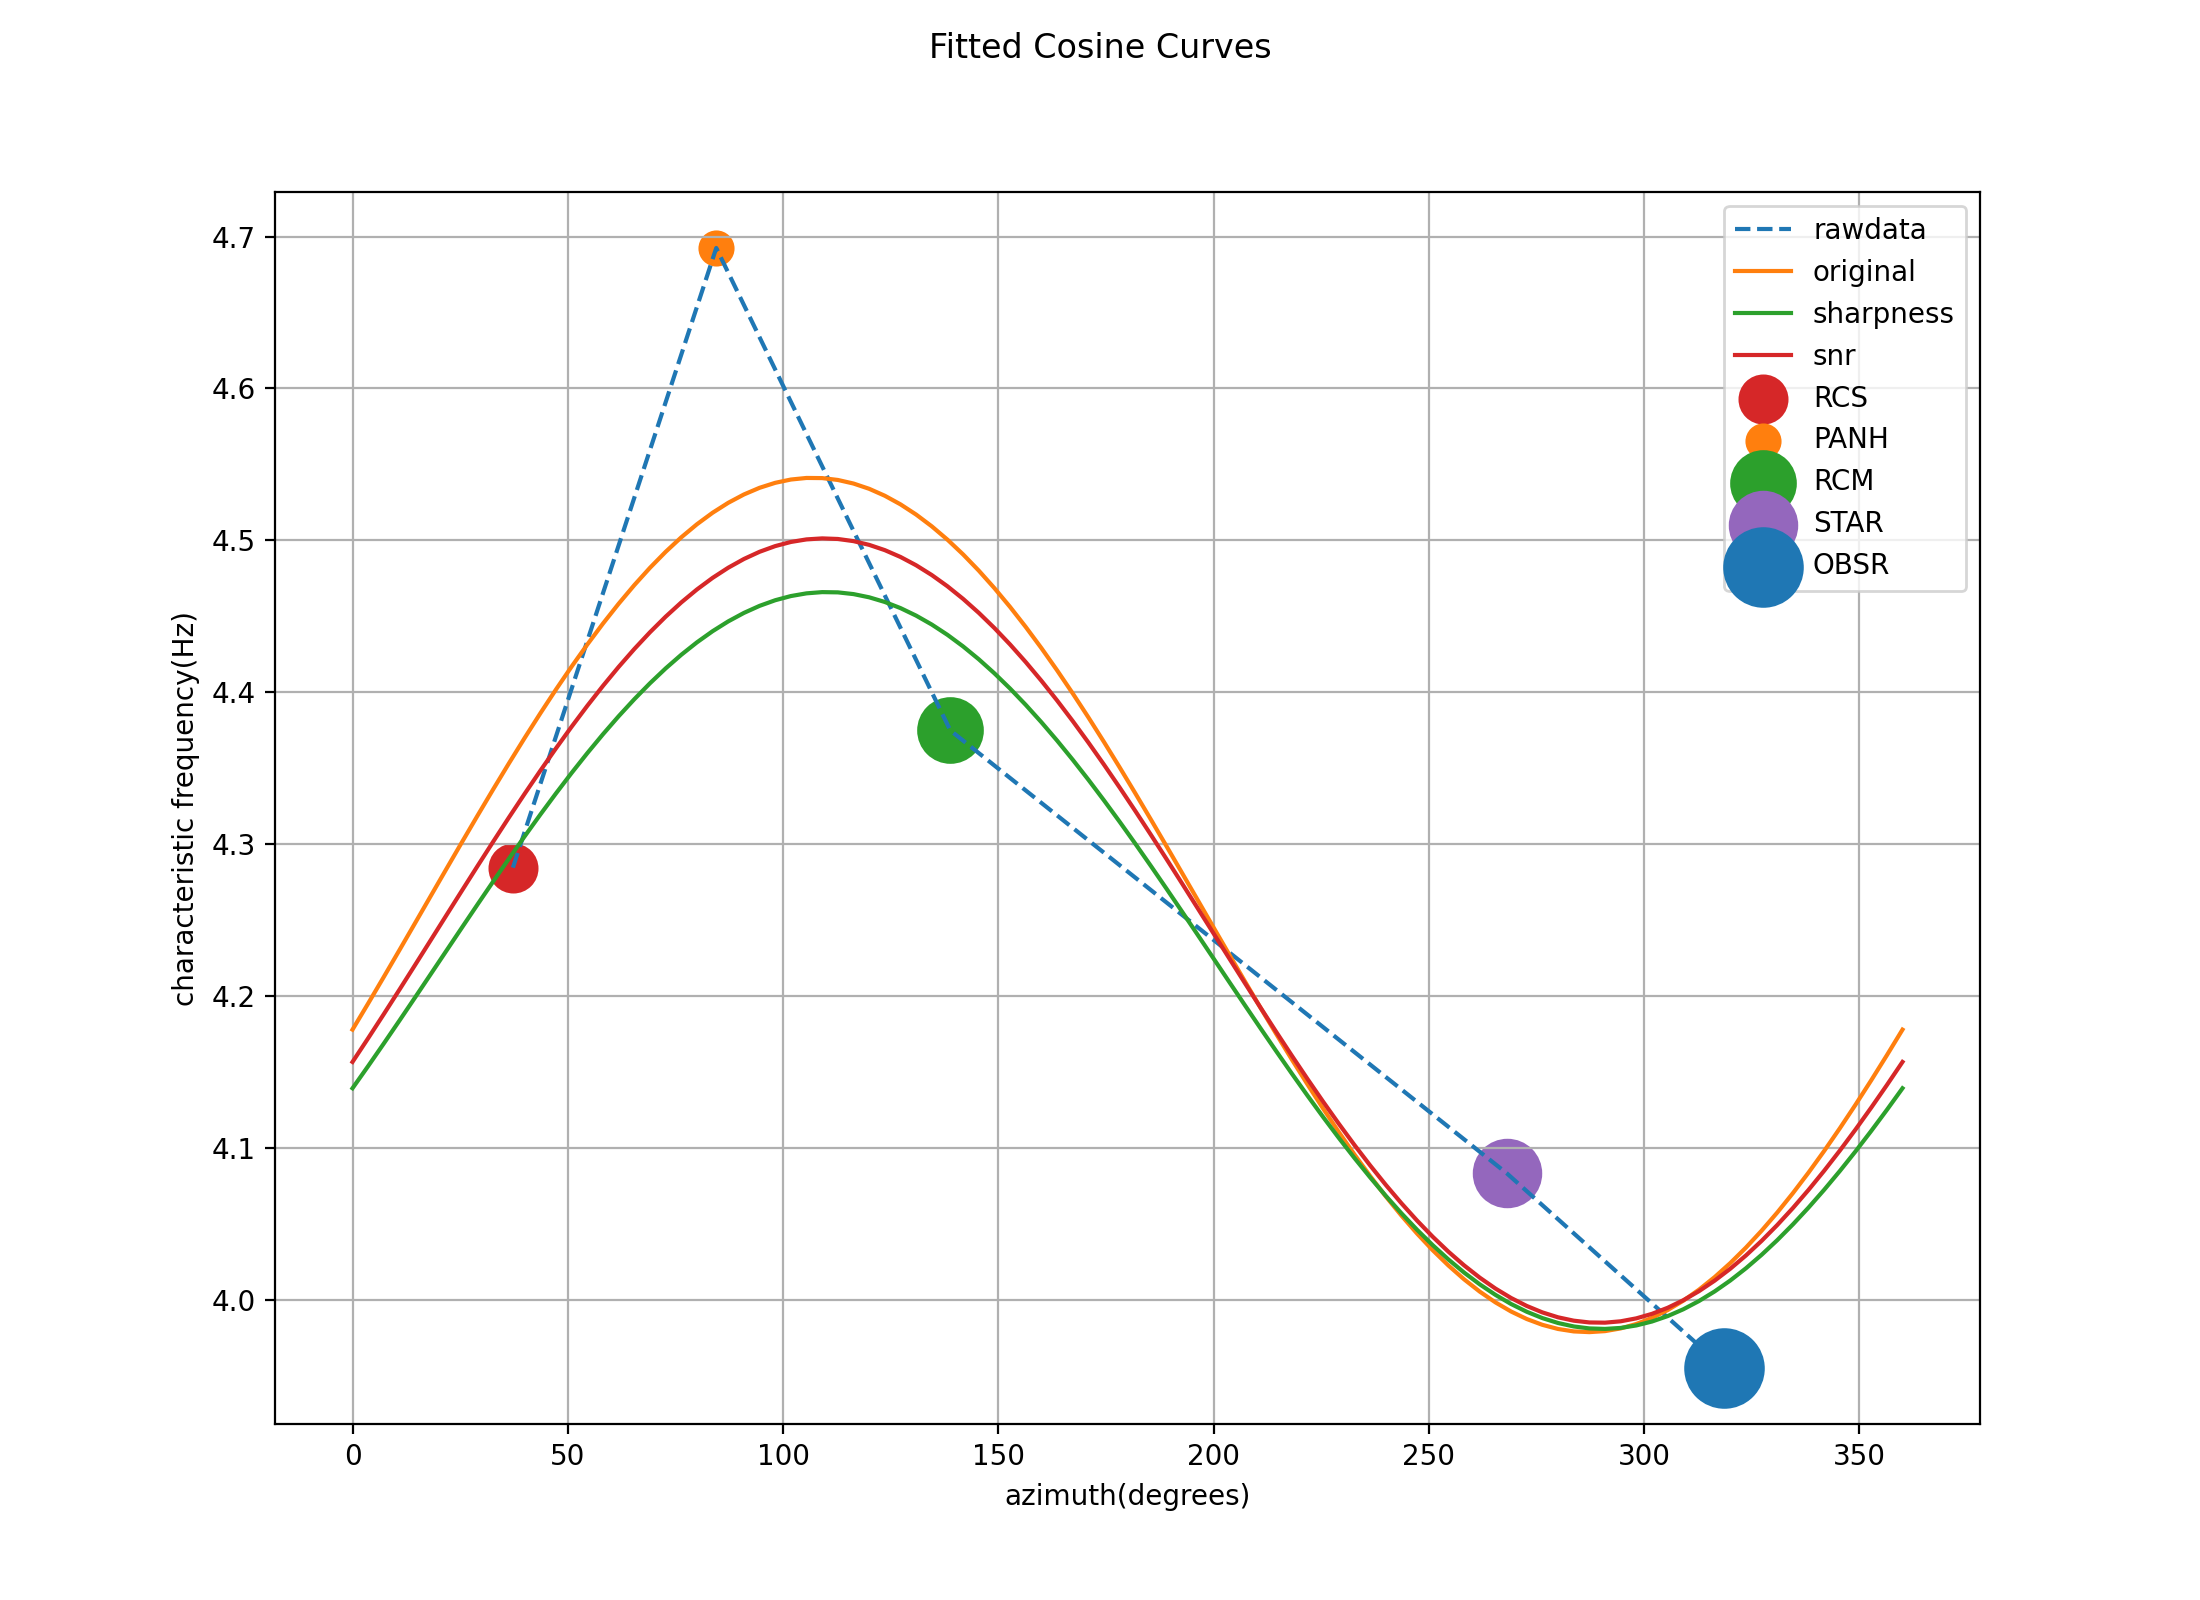 Fitted Cosine Curves
characteristic frequency(Hz)
4.7
4.6
4.5
4.4
4.3
4.2
4.1
4.0
rawdata
original
sharpness
snr
RCS
PANH
RCM
STAR
OBSR
0 50 100 150 200 250 300 350
azimuth(degrees)